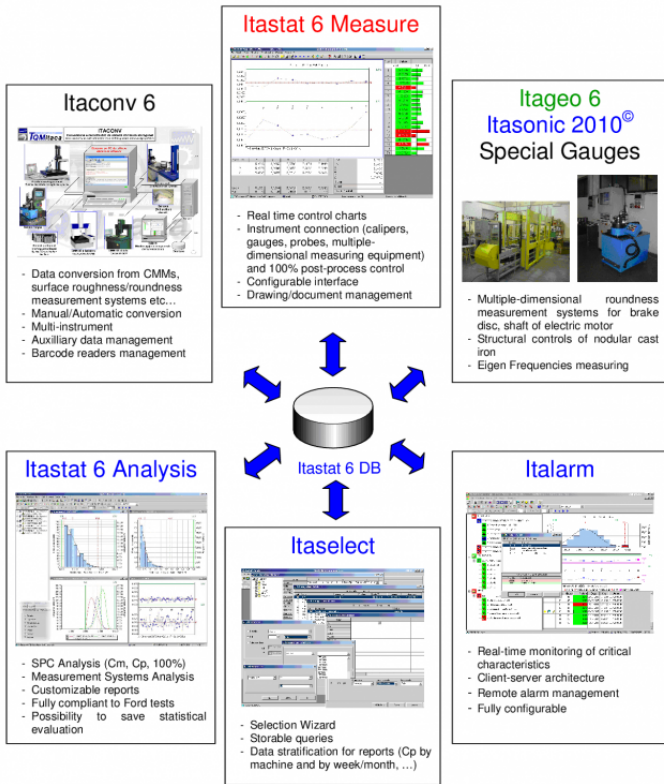 Itastat 6 Measure
- Real time control charts
- Instrument connection (calipers,
gauges, probes, multiple-
dimensional measuring equipment)
and 100% post-process control
- Configurable interface
- Drawing/document management
Itaconv 6
TQM itaca
ITACONV
- Data conversion from CMMs,
surface roughness/roundness
measurement systems etc…
- Manual/Automatic conversion
- Multi-instrument
- Auxilliary data management
- Barcode readers management
Itageo 6
Itasonic 2010©
Special Gauges
- Multiple-dimensional roundness
measurement systems for brake
disc, shaft of electric motor
- Structural controls of nodular cast
iron
- Eigen Frequencies measuring
Itastat 6 DB
Itastat 6 Analysis
- SPC Analysis (Cm, Cp, 100%)
- Measurement Systems Analysis
- Customizable reports
- Fully compliant to Ford tests
- Possibility to save statistical
evaluation
Itaselect
- Selection Wizard
- Storable queries
- Data stratification for reports (Cp by
machine and by week/month, …)
Italarm
- Real-time monitoring of critical
characteristics
- Client-server architecture
- Remote alarm management
- Fully configurable